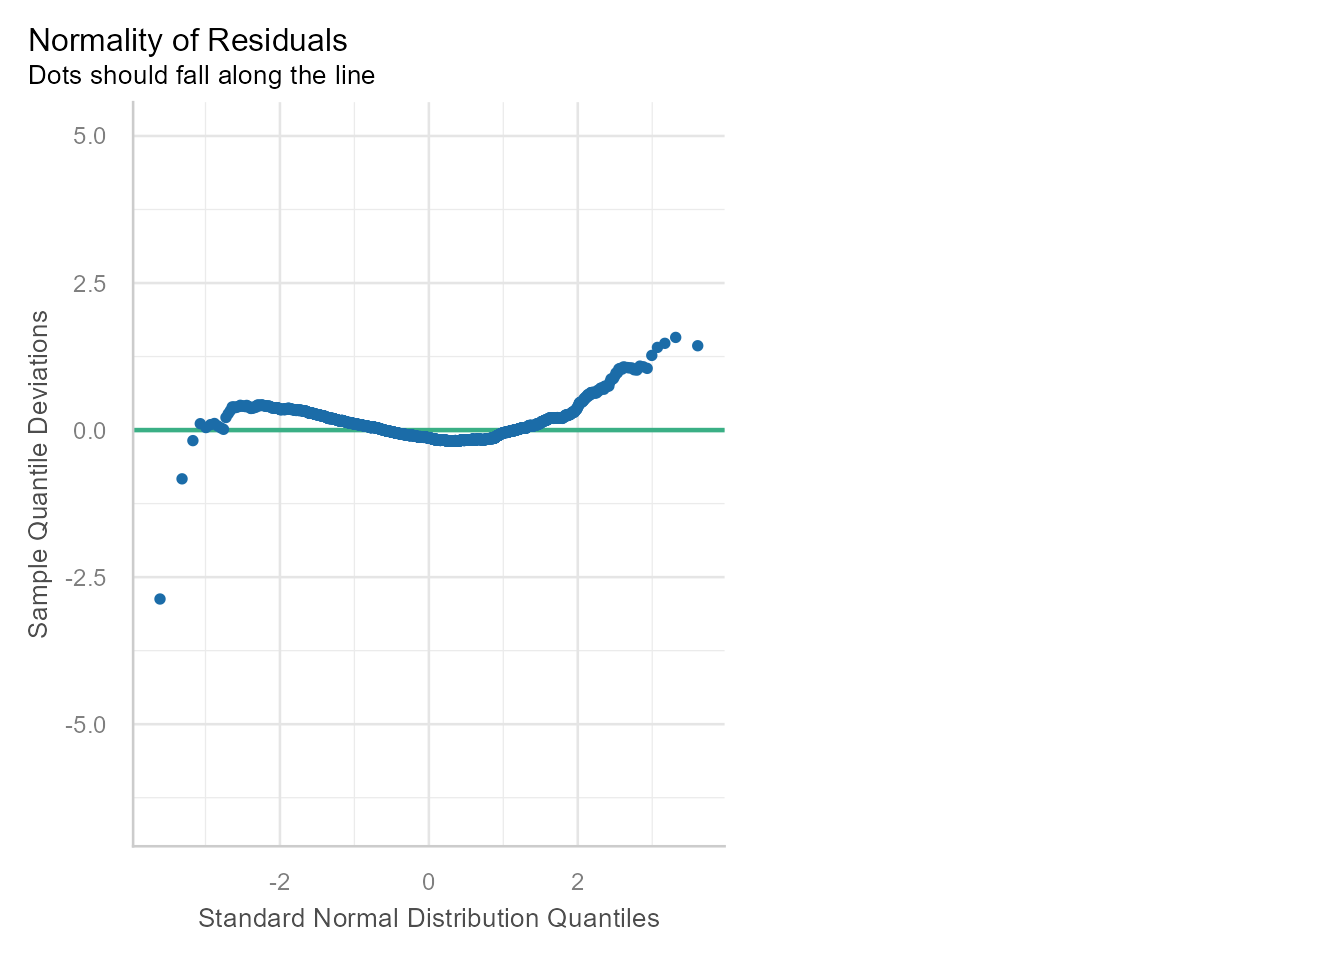 Normality of Residuals
Dots should fall along the line
5.0
2.5
0.0
-2.5
-5.0
Sample Quantile Deviations
-2
0
2
Standard Normal Distribution Quantiles